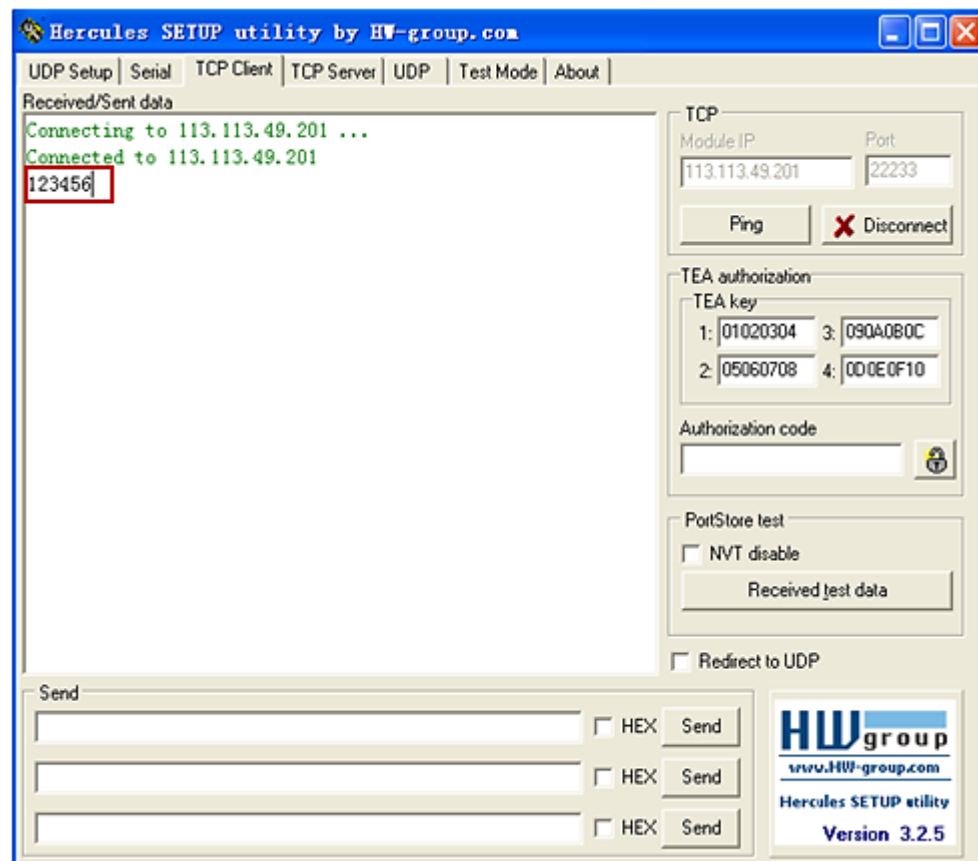 Hercules SETUP utility by HW-group.com
UDP Setup Serial TCP Client TCP Server UDP Test Mode About
Received/Sent data
Connecting to 113.113.49.201 ...
Connected to 113.113.49.201
123456
TCP
Module IP Port
113.113.49.201 22233
Ping Disconnect
TEA authorization
TEA key
1: 01020304 3: 090A0B0C
2: 05060708 4: 0D0E0F10
Authorization code
PortStore test
NVT disable
Received test data
Redirect to UDP
Send
HEX Send
HEX Send
HEX Send
HW group
www.HW-group.com
Hercules SETUP utility
Version 3.2.5